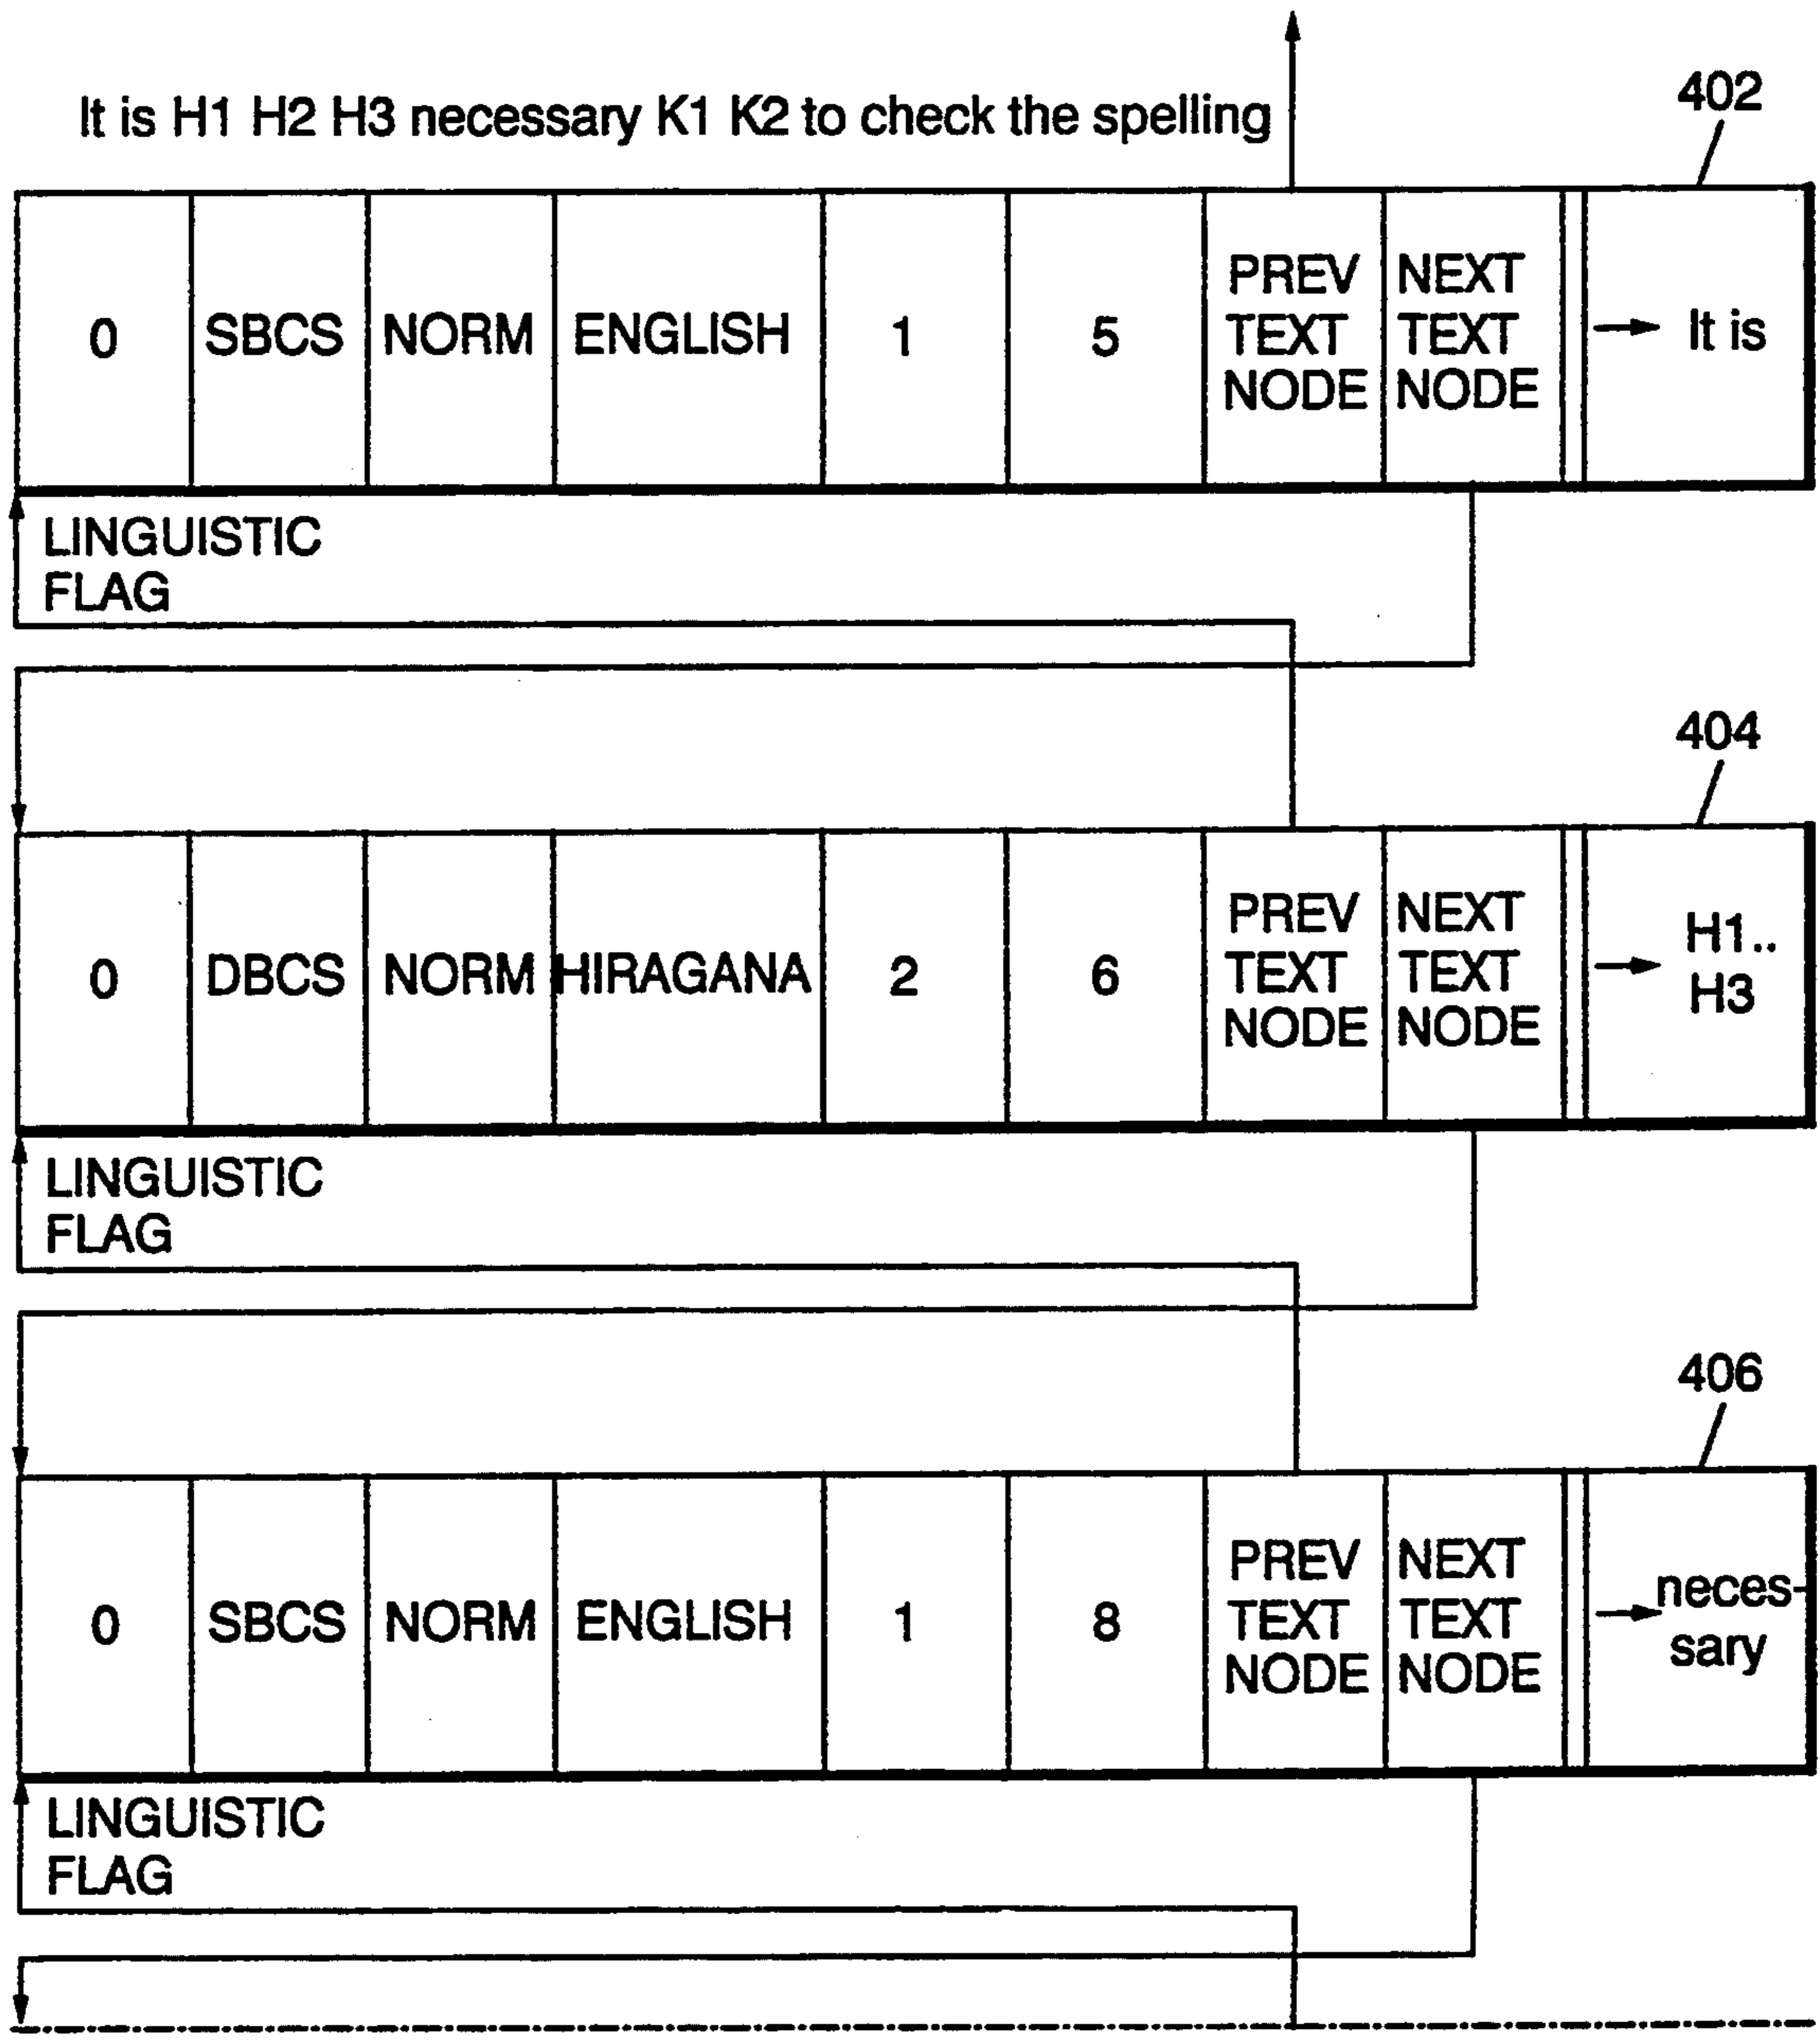 402
It is H1 H2 H3 necessary K1 K2 to check the spelling
0 SBCS NORM ENGLISH 1 5 PREV TEXT NODE NEXT TEXT NODE It is
LINGUISTIC
FLAG
404
0 DBCS NORM HIRAGANA 2 6 PREV TEXT NODE NEXT TEXT NODE H1.. H3
LINGUISTIC
FLAG
406
0 SBCS NORM ENGLISH 1 8 PREV TEXT NODE NEXT TEXT NODE neces- sary
LINGUISTIC
FLAG